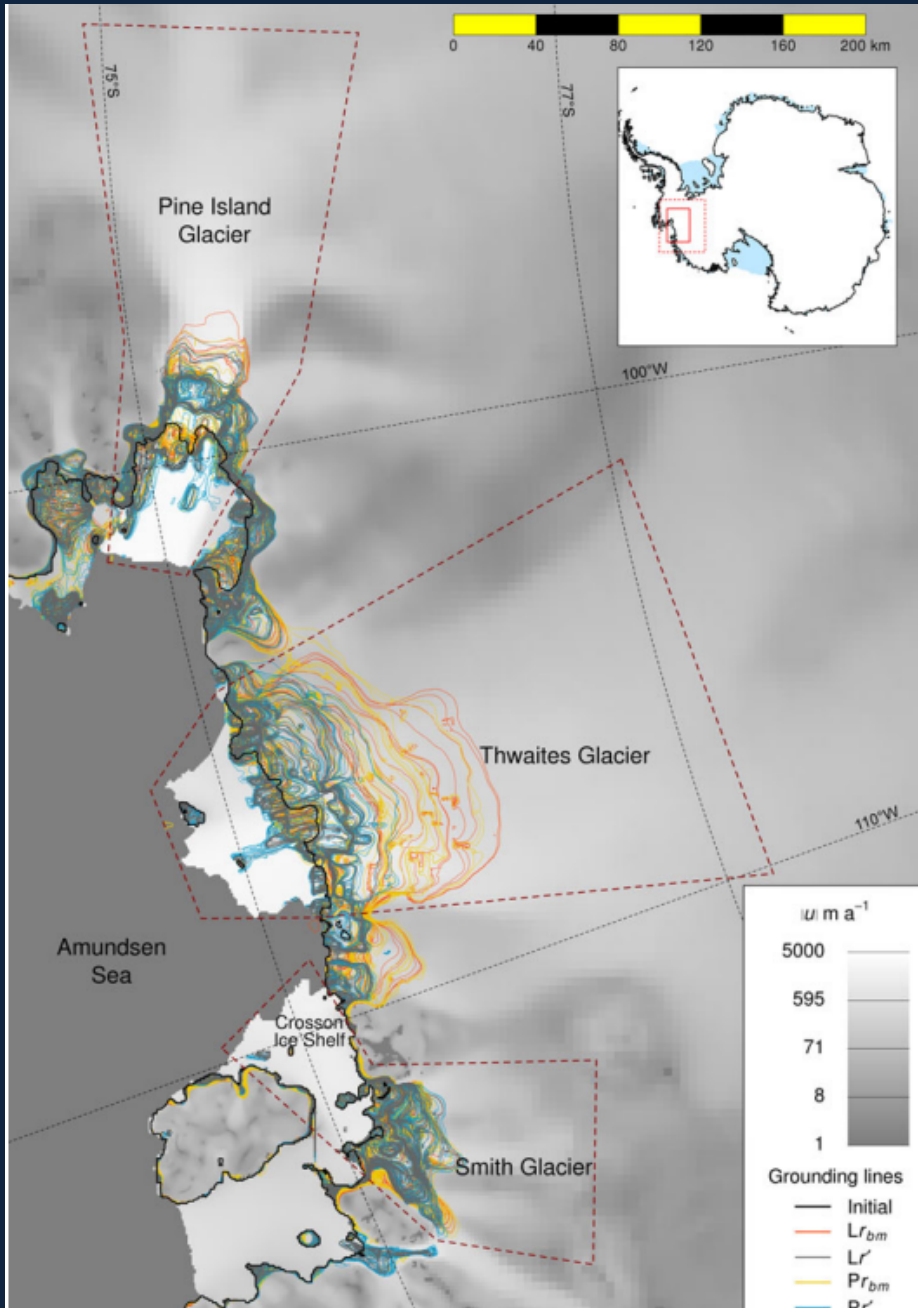 0 40 80 120 160 200 km
75°S
77°S
Pine Island
Glacier
100°W
Thwaites Glacier
110°W
Amundsen
Sea
Crosson
Ice Shelf
Smith Glacier
|u| m a⁻¹
5000
595
71
8
1
Grounding lines
Initial
Lr_bm
Lr'
Pr_bm
Pr'